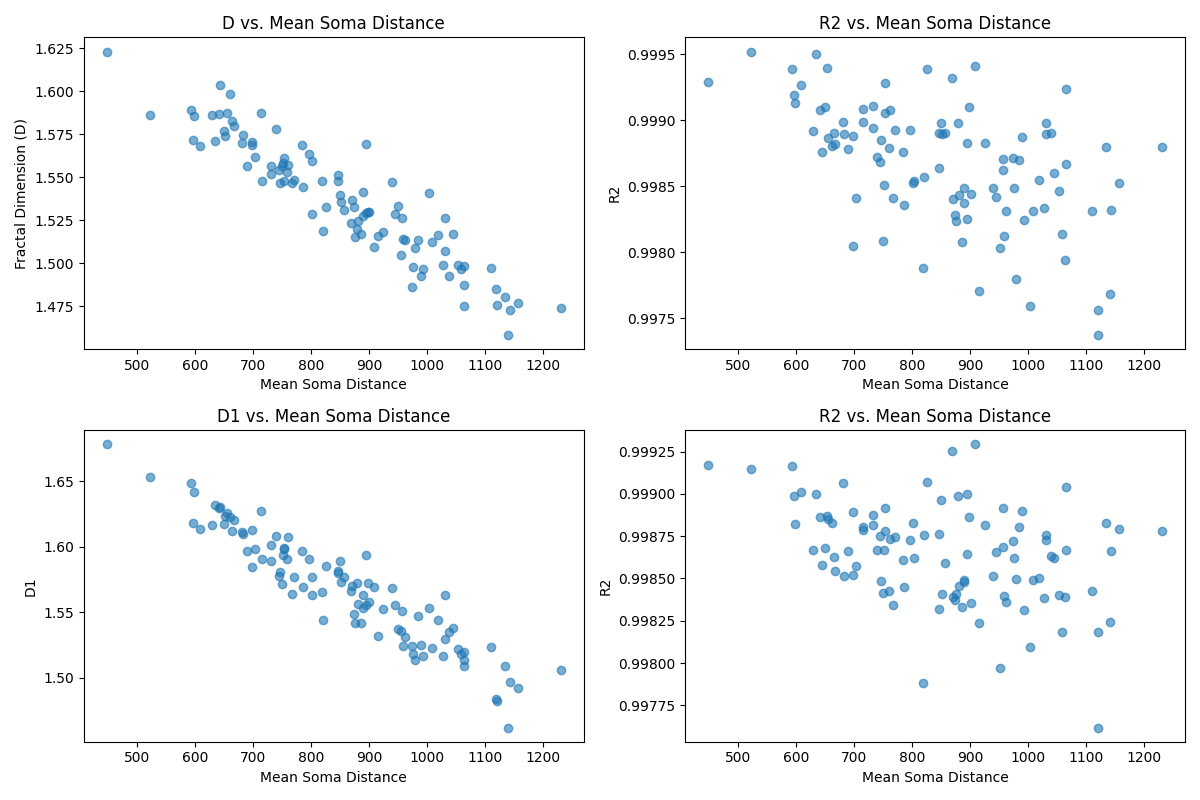 D vs. Mean Soma Distance
Fractal Dimension (D)
1.625
1.600
1.575
1.550
1.525
1.500
1.475
500 600 700 800 900 1000 1100 1200
Mean Soma Distance
R2 vs. Mean Soma Distance
R2
0.9995
0.9990
0.9985
0.9980
0.9975
500 600 700 800 900 1000 1100 1200
Mean Soma Distance
D1 vs. Mean Soma Distance
D1
1.65
1.60
1.55
1.50
500 600 700 800 900 1000 1100 1200
Mean Soma Distance
R2 vs. Mean Soma Distance
R2
0.99925
0.99900
0.99875
0.99850
0.99825
0.99800
0.99775
500 600 700 800 900 1000 1100 1200
Mean Soma Distance